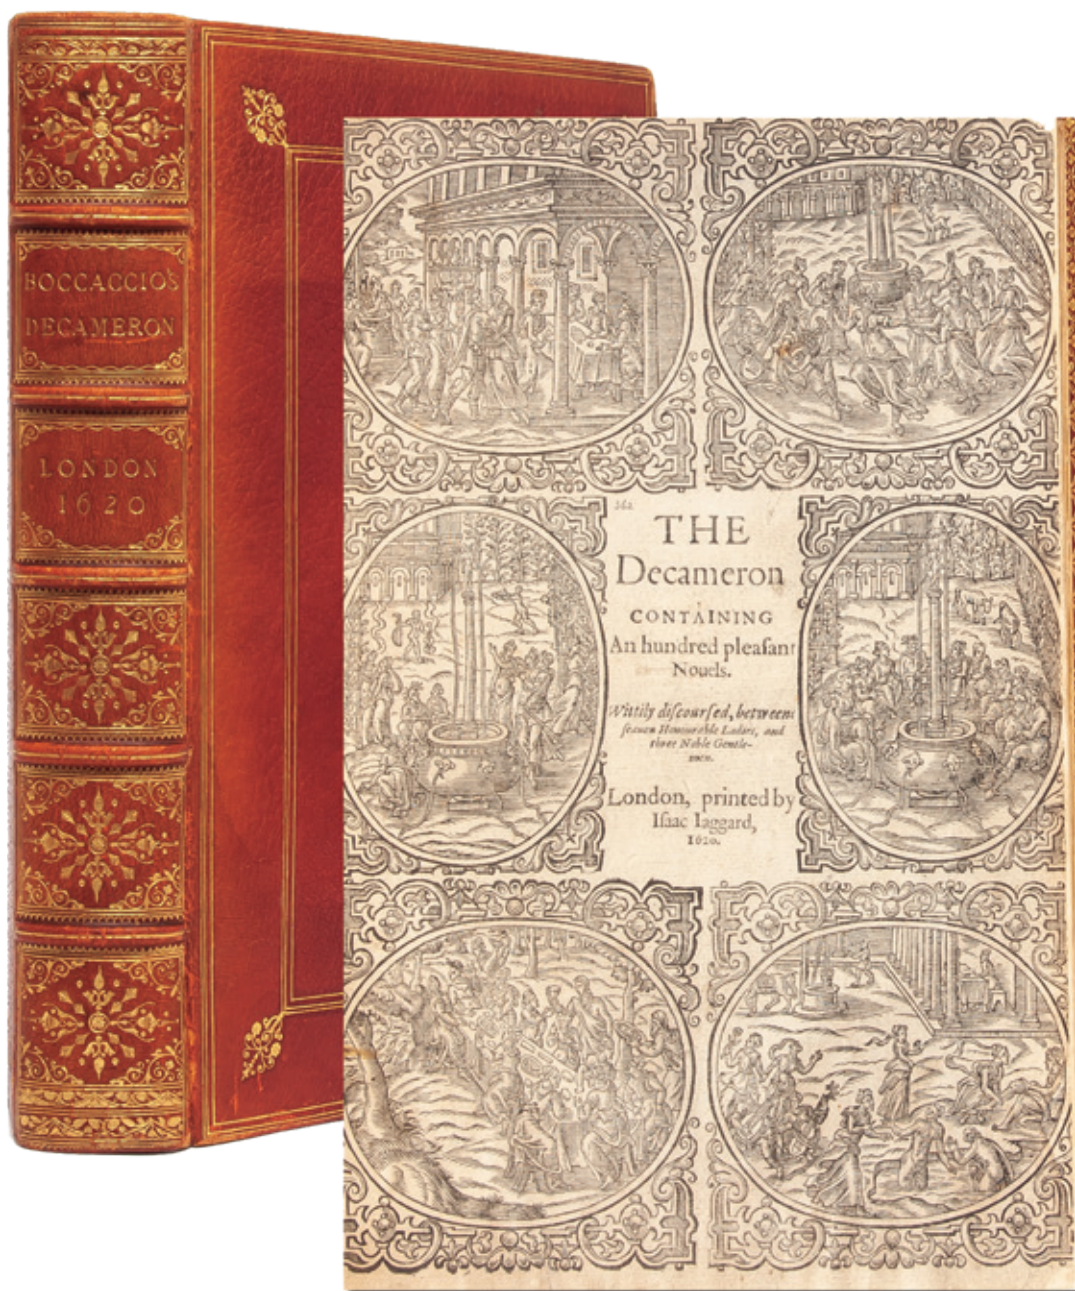 BOCCACCIO'S
DECAMERON
LONDON
1620
THE
Decameron
CONTAINING
An hundred pleaſant
Nouels.
Wittily diſcourſed, betweene
ſeauen Honourable Ladies, and
three Noble Gentle-
men.
London, printed by
Iſaac Iaggard,
1620.